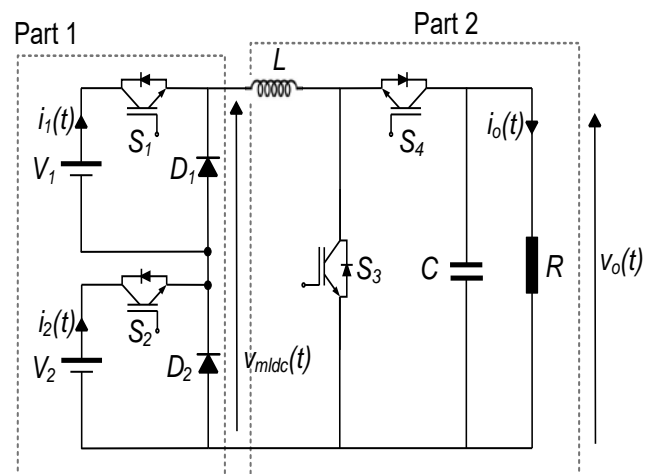 Part 1
Part 2
L
i1(t)
S1
S4
io(t)
V1
D1
S3
C
R
vo(t)
i2(t)
S2
V2
D2
vmldc(t)